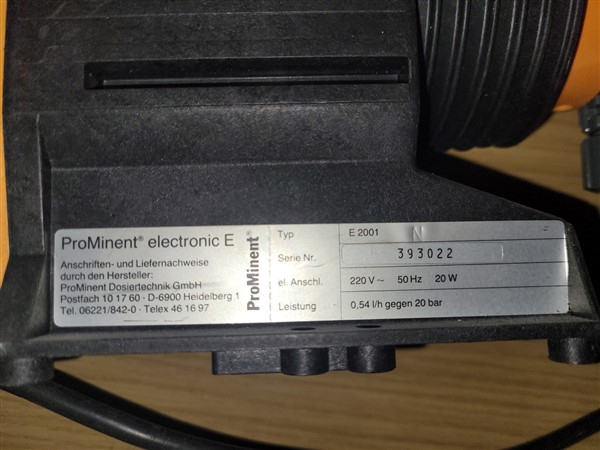 ProMinent® electronic E
Anschriften- und Liefernachweise
durch den Hersteller:
ProMinent Dosiertechnik GmbH
Postfach 10 17 60 · D-6900 Heidelberg 1
Tel. 06221/842-0 · Telex 46 16 97
ProMinent®
Typ E 2001 N
Serie Nr. 393022
el. Anschl. 220 V ~ 50 Hz 20 W
Leistung 0,54 l/h gegen 20 bar